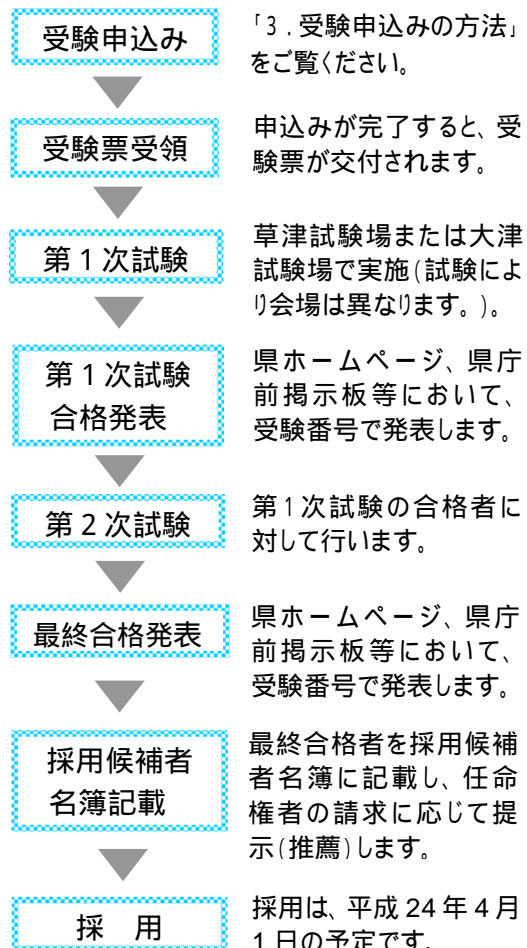 受験申込み
「3．受験申込みの方法」
をご覧ください。
受験票受領
申込みが完了すると、受
験票が交付されます。
第1次試験
草津試験場または大津
試験場で実施(試験によ
り会場は異なります。)。
第1次試験
合格発表
県ホームページ、県庁
前掲示板等において、
受験番号で発表します。
第2次試験
第1次試験の合格者に
対して行います。
最終合格発表
県ホームページ、県庁
前掲示板等において、
受験番号で発表します。
採用候補者
名簿記載
最終合格者を採用候補
者名簿に記載し、任命
権者の請求に応じて提
示(推薦)します。
採　用
採用は、平成24年4月
1日の予定です。